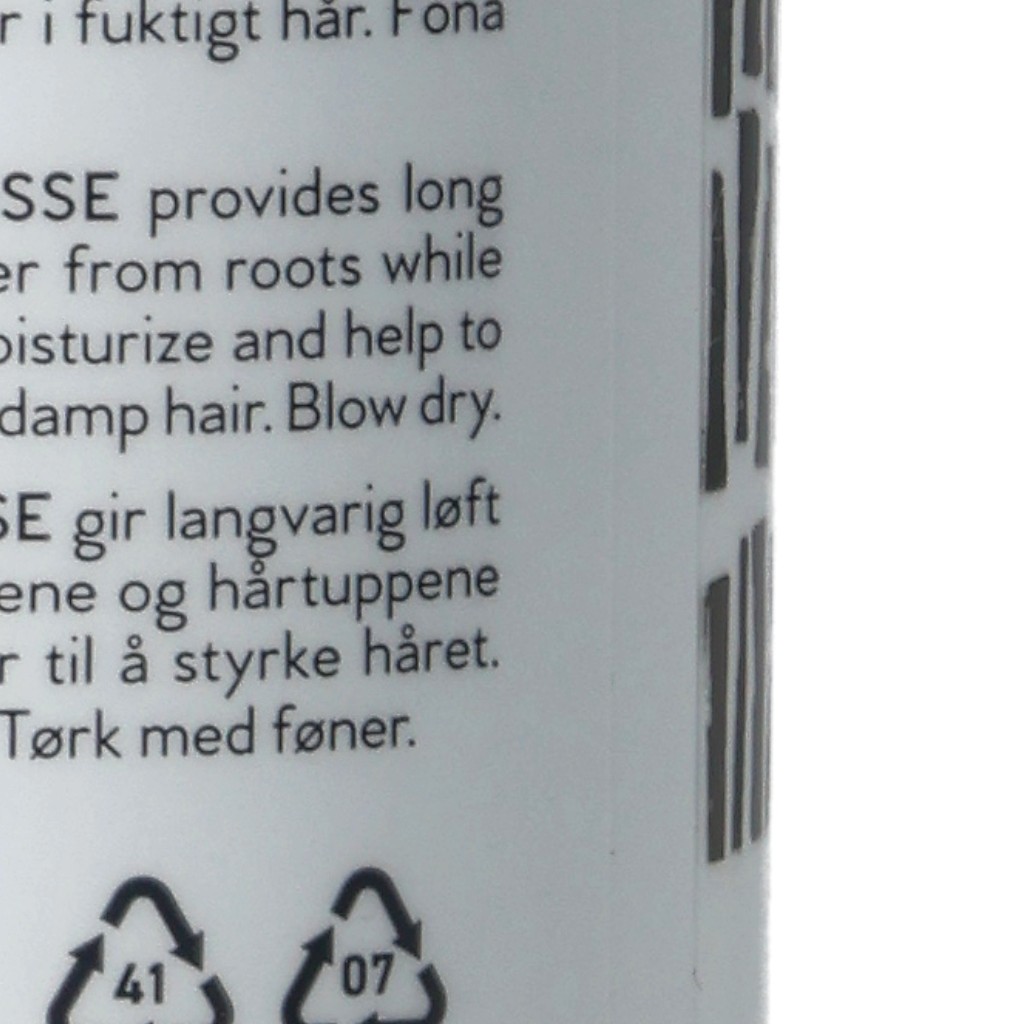 r i fuktigt hår. Föna
SSE provides long
er from roots while
oisturize and help to
damp hair. Blow dry.
SE gir langvarig løft
ene og hårtuppene
r til å styrke håret.
Tørk med føner.
41 07